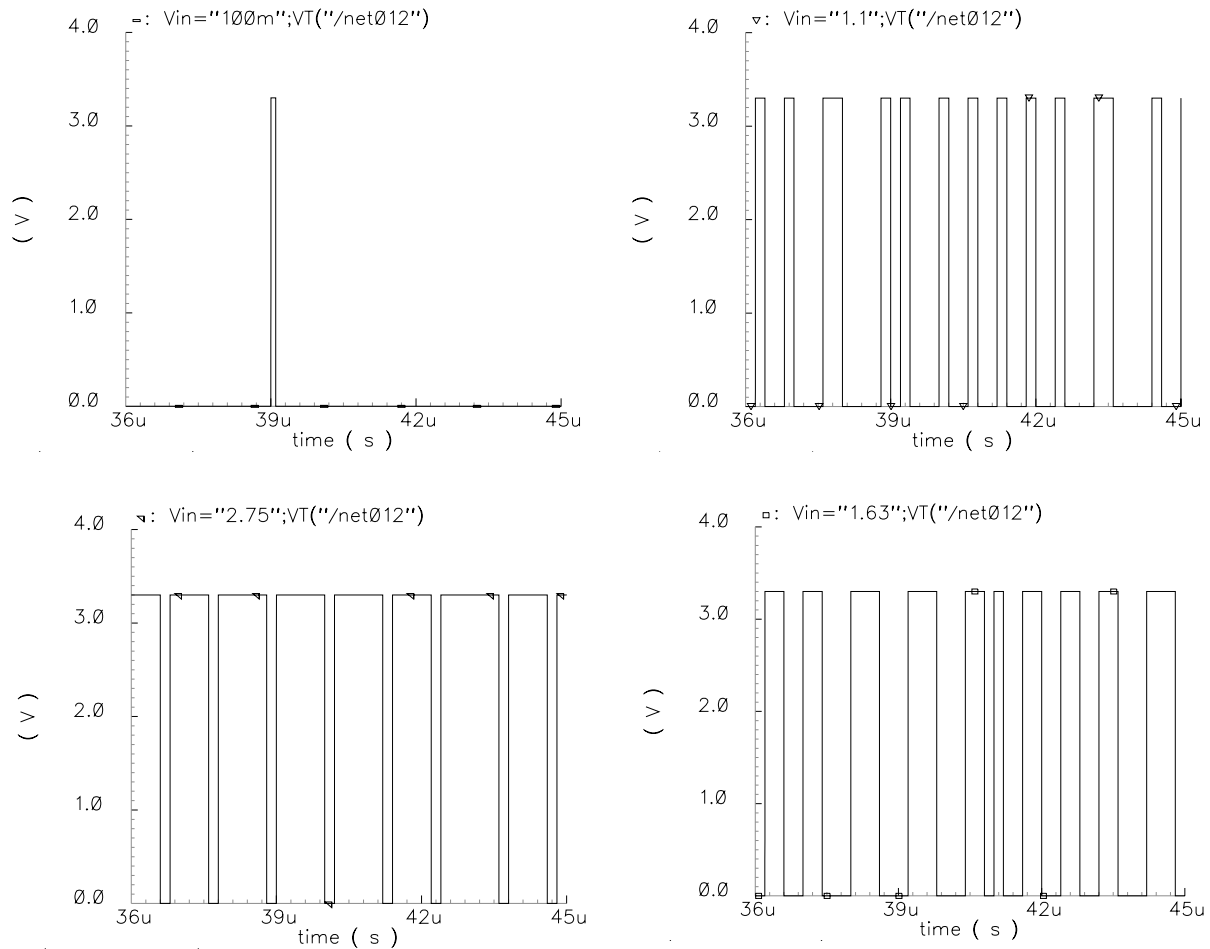 ▭: Vin="100m";VT("/net012")
4.0
3.0
2.0
1.0
0.0
( V )
36u 39u 42u 45u
time ( s )
▽: Vin="1.1";VT("/net012")
4.0
3.0
2.0
1.0
0.0
( V )
36u 39u 42u 45u
time ( s )
◥: Vin="2.75";VT("/net012")
4.0
3.0
2.0
1.0
0.0
( V )
36u 39u 42u 45u
time ( s )
□: Vin="1.63";VT("/net012")
4.0
3.0
2.0
1.0
0.0
( V )
36u 39u 42u 45u
time ( s )